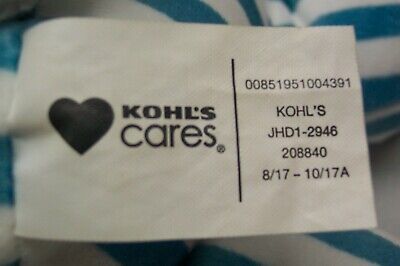 KOHL'S
cares®
00851951004391
KOHL'S
JHD1-2946
208840
8/17 – 10/17A